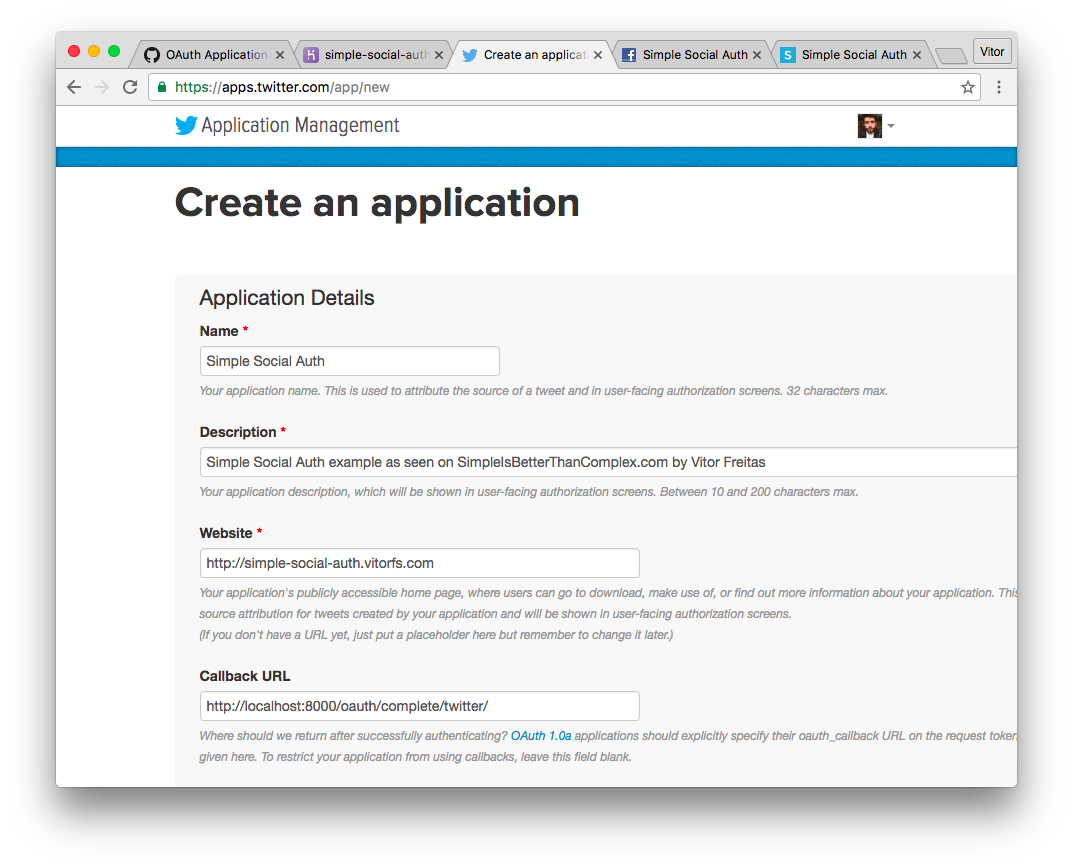 OAuth Application
simple-social-auth
Create an applicat
Simple Social Auth
Simple Social Auth
Vitor
https://apps.twitter.com/app/new
Application Management
Create an application
Application Details
Name *
Simple Social Auth
Your application name. This is used to attribute the source of a tweet and in user-facing authorization screens. 32 characters max.
Description *
Simple Social Auth example as seen on SimpleIsBetterThanComplex.com by Vitor Freitas
Your application description, which will be shown in user-facing authorization screens. Between 10 and 200 characters max.
Website *
http://simple-social-auth.vitorfs.com
Your application's publicly accessible home page, where users can go to download, make use of, or find out more information about your application. This
source attribution for tweets created by your application and will be shown in user-facing authorization screens.
(If you don't have a URL yet, just put a placeholder here but remember to change it later.)
Callback URL
http://localhost:8000/oauth/complete/twitter/
Where should we return after successfully authenticating? OAuth 1.0a applications should explicitly specify their oauth_callback URL on the request token
given here. To restrict your application from using callbacks, leave this field blank.